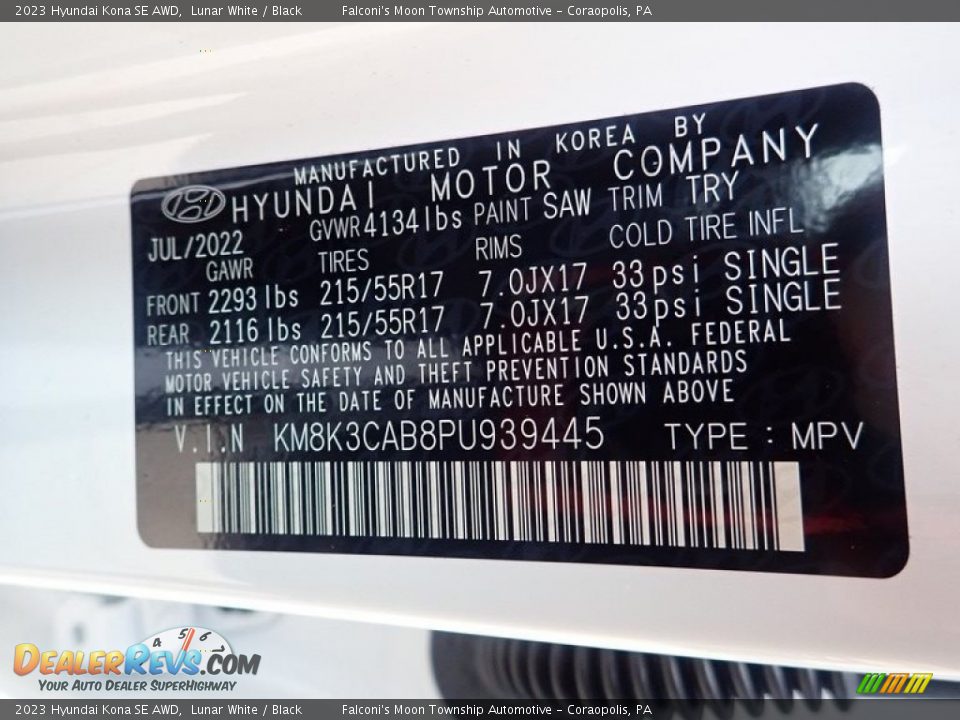 2023 Hyundai Kona SE AWD,   Lunar White / Black          Falconi's Moon Township Automotive - Coraopolis, PA
MANUFACTURED IN KOREA BY
HYUNDAI MOTOR COMPANY
JUL/2022 GVWR 4134 lbs PAINT SAW TRIM TRY
GAWR TIRES RIMS COLD TIRE INFL
FRONT 2293 lbs 215/55R17 7.0JX17 33 psi SINGLE
REAR 2116 lbs 215/55R17 7.0JX17 33 psi SINGLE
THIS VEHICLE CONFORMS TO ALL APPLICABLE U.S.A. FEDERAL
MOTOR VEHICLE SAFETY AND THEFT PREVENTION STANDARDS
IN EFFECT ON THE DATE OF MANUFACTURE SHOWN ABOVE
V.I.N KM8K3CAB8PU939445 TYPE : MPV
4 5 6
DEALERREVS.COM
YOUR AUTO DEALER SUPERHIGHWAY
2023 Hyundai Kona SE AWD,   Lunar White / Black          Falconi's Moon Township Automotive - Coraopolis, PA